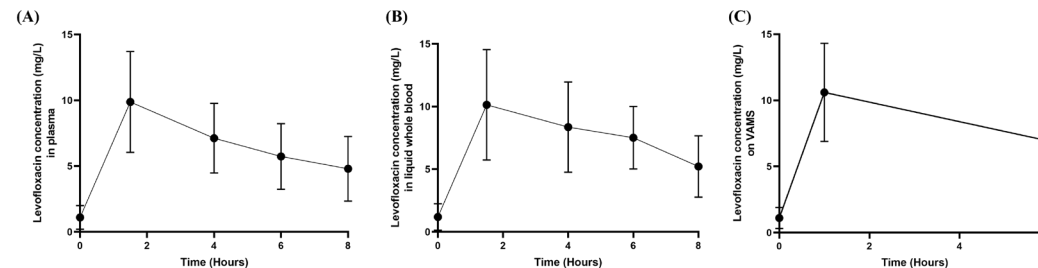 (A)
Levofloxacin concentration (mg/L)
in plasma
15
10
5
0
0 2 4 6 8
Time (Hours)
(B)
Levofloxacin concentration (mg/L)
in liquid whole blood
15
10
5
0
0 2 4 6 8
Time (Hours)
(C)
Levofloxacin concentration (mg/L)
on VAMS
15
10
5
0
0 2 4
Time (Hours)